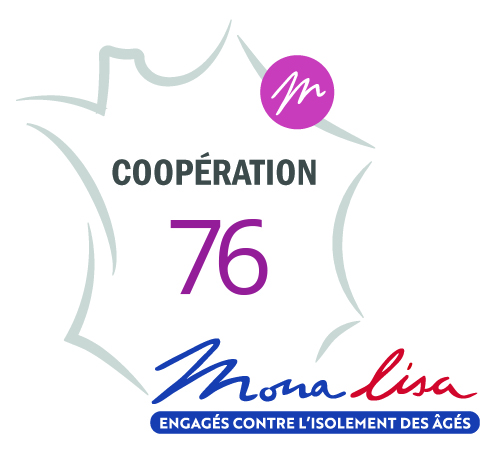 m
COOPÉRATION
76
Mona lisa
ENGAGÉS CONTRE L'ISOLEMENT DES ÂGÉS